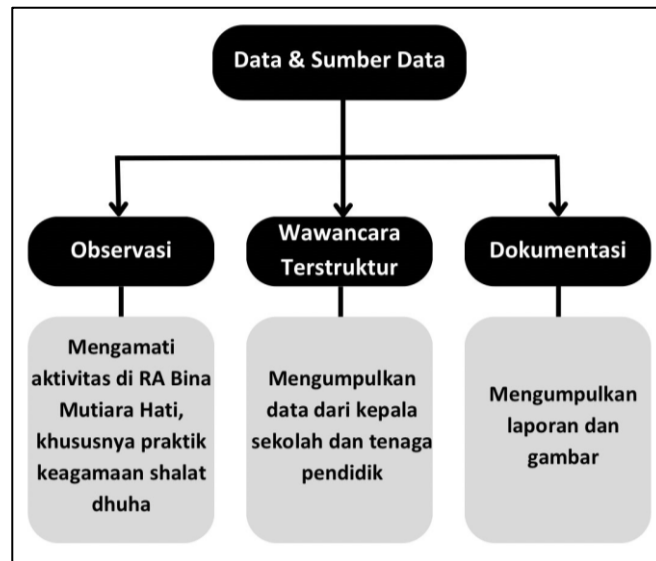 Data & Sumber Data
Observasi
Wawancara
Terstruktur
Dokumentasi
Mengamati
aktivitas di RA Bina
Mutiara Hati,
khususnya praktik
keagamaan shalat
dhuha
Mengumpulkan
data dari kepala
sekolah dan tenaga
pendidik
Mengumpulkan
laporan dan
gambar